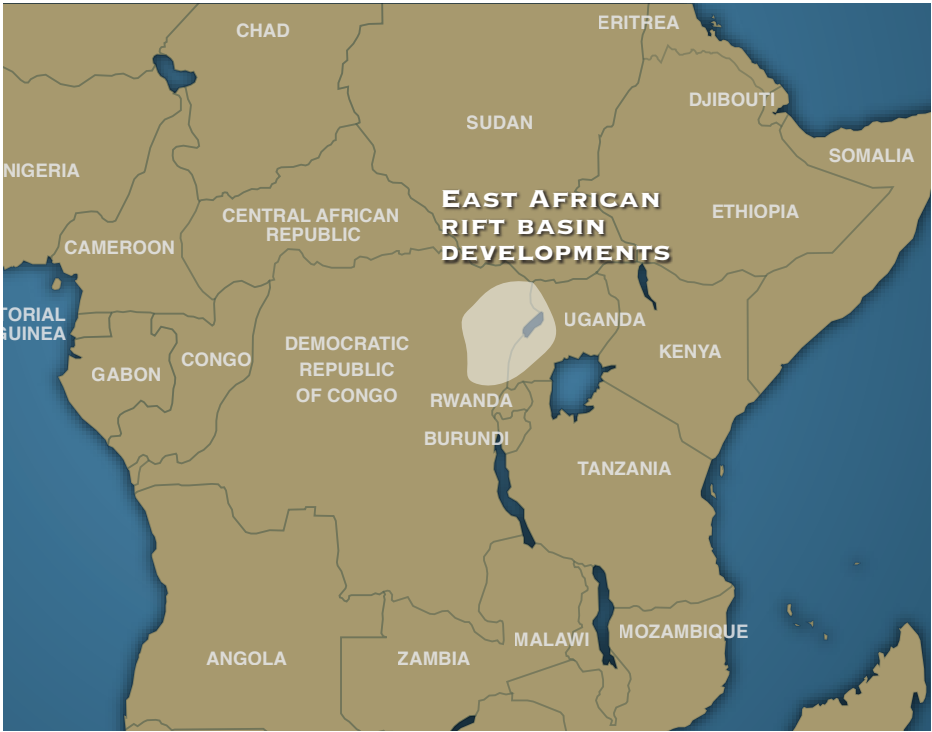 CHAD
ERITREA
DJIBOUTI
SUDAN
SOMALIA
NIGERIA
EAST AFRICAN
RIFT BASIN
DEVELOPMENTS
ETHIOPIA
CENTRAL AFRICAN
REPUBLIC
CAMEROON
TORIAL
GUINEA
UGANDA
KENYA
DEMOCRATIC
REPUBLIC
OF CONGO
CONGO
GABON
RWANDA
BURUNDI
TANZANIA
MALAWI
MOZAMBIQUE
ANGOLA
ZAMBIA